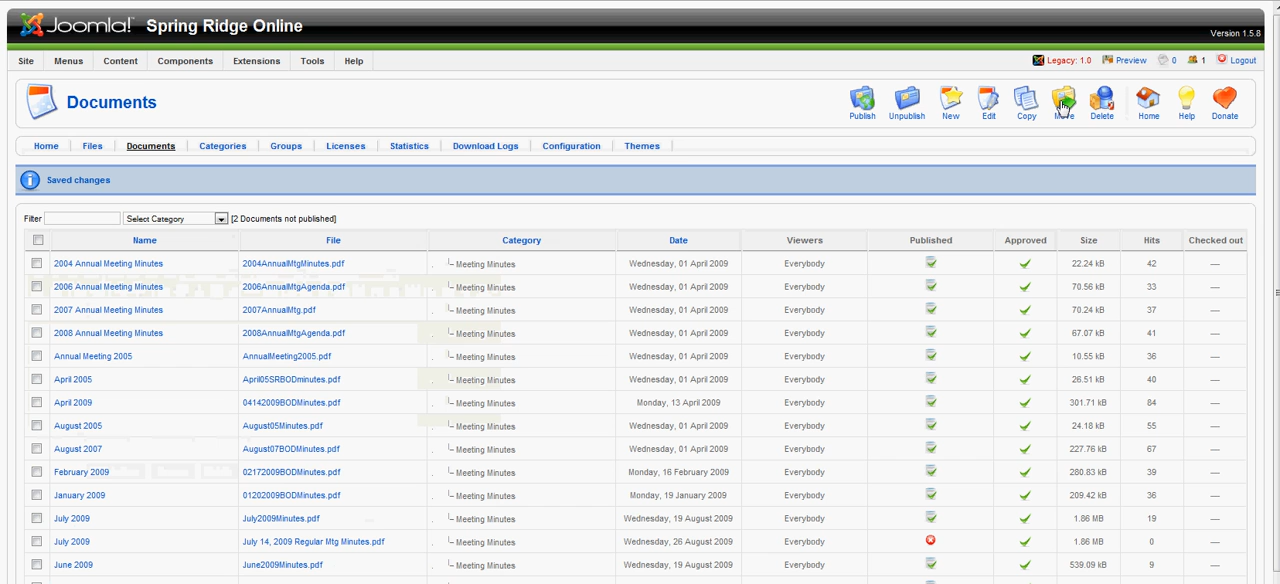 Joomla! Spring Ridge Online
Version 1.5.8
Site Menus Content Components Extensions Tools Help Legacy: 1.0 Preview 0 1 Logout
Documents Publish Unpublish New Edit Copy Delete Home Help Donate
Home Files Documents Categories Groups Licenses Statistics Download Logs Configuration Themes
Saved changes
Filter Select Category [2 Documents not published]
Name File Category Date Viewers Published Approved Size Hits Checked out
2004 Annual Meeting Minutes 2004AnnualMtgMinutes.pdf Meeting Minutes Wednesday, 01 April 2009 Everybody 22.24 kB 42 —
2006 Annual Meeting Minutes 2006AnnualMtgAgenda.pdf Meeting Minutes Wednesday, 01 April 2009 Everybody 70.56 kB 33 —
2007 Annual Meeting Minutes 2007AnnualMtg.pdf Meeting Minutes Wednesday, 01 April 2009 Everybody 70.24 kB 37 —
2008 Annual Meeting Minutes 2008AnnualMtgAgenda.pdf Meeting Minutes Wednesday, 01 April 2009 Everybody 67.07 kB 41 —
Annual Meeting 2005 AnnualMeeting2005.pdf Meeting Minutes Wednesday, 01 April 2009 Everybody 10.55 kB 36 —
April 2005 April05SRBODminutes.pdf Meeting Minutes Wednesday, 01 April 2009 Everybody 26.51 kB 40 —
April 2009 04142009BODMinutes.pdf Meeting Minutes Monday, 13 April 2009 Everybody 301.71 kB 84 —
August 2005 August05Minutes.pdf Meeting Minutes Wednesday, 01 April 2009 Everybody 24.18 kB 55 —
August 2007 August07BODMinutes.pdf Meeting Minutes Wednesday, 01 April 2009 Everybody 227.76 kB 67 —
February 2009 02172009BODMinutes.pdf Meeting Minutes Monday, 16 February 2009 Everybody 280.83 kB 39 —
January 2009 01202009BODMinutes.pdf Meeting Minutes Monday, 19 January 2009 Everybody 209.42 kB 36 —
July 2009 July2009Minutes.pdf Meeting Minutes Wednesday, 19 August 2009 Everybody 1.86 MB 19 —
July 2009 July 14, 2009 Regular Mtg Minutes.pdf Meeting Minutes Wednesday, 26 August 2009 Everybody 1.86 MB 0 —
June 2009 June2009Minutes.pdf Meeting Minutes Wednesday, 19 August 2009 Everybody 539.09 kB 9 —